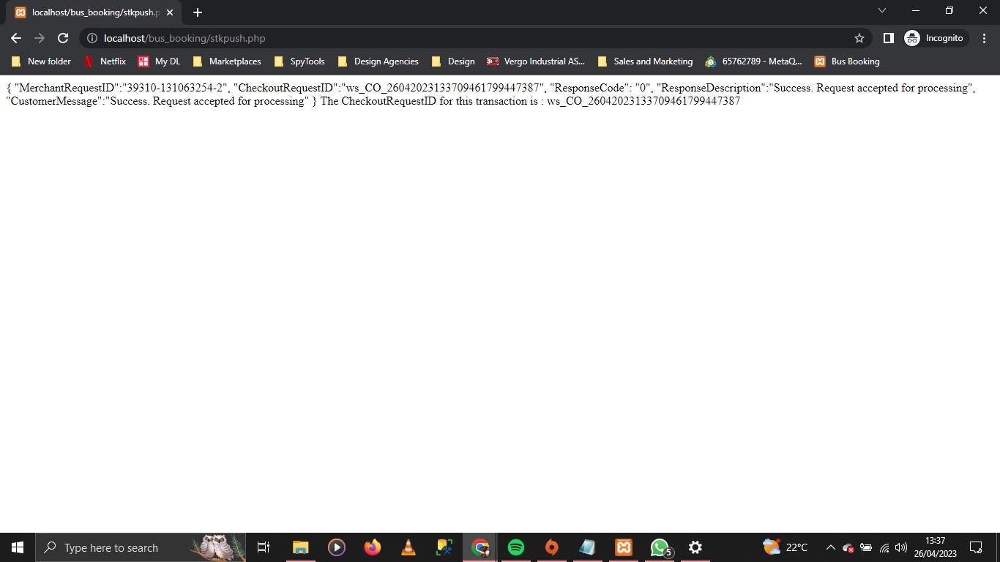 localhost/bus_booking/stkpush.p
localhost/bus_booking/stkpush.php
Incognito
New folder
Netflix
My DL
Marketplaces
SpyTools
Design Agencies
Design
Vergo Industrial AS...
Sales and Marketing
65762789 - MetaQ...
Bus Booking
{ "MerchantRequestID":"39310-131063254-2", "CheckoutRequestID":"ws_CO_26042023133709461799447387", "ResponseCode": "0", "ResponseDescription":"Success. Request accepted for processing",
"CustomerMessage":"Success. Request accepted for processing" } The CheckoutRequestID for this transaction is : ws_CO_26042023133709461799447387
Type here to search
5
22°C
13:37
26/04/2023